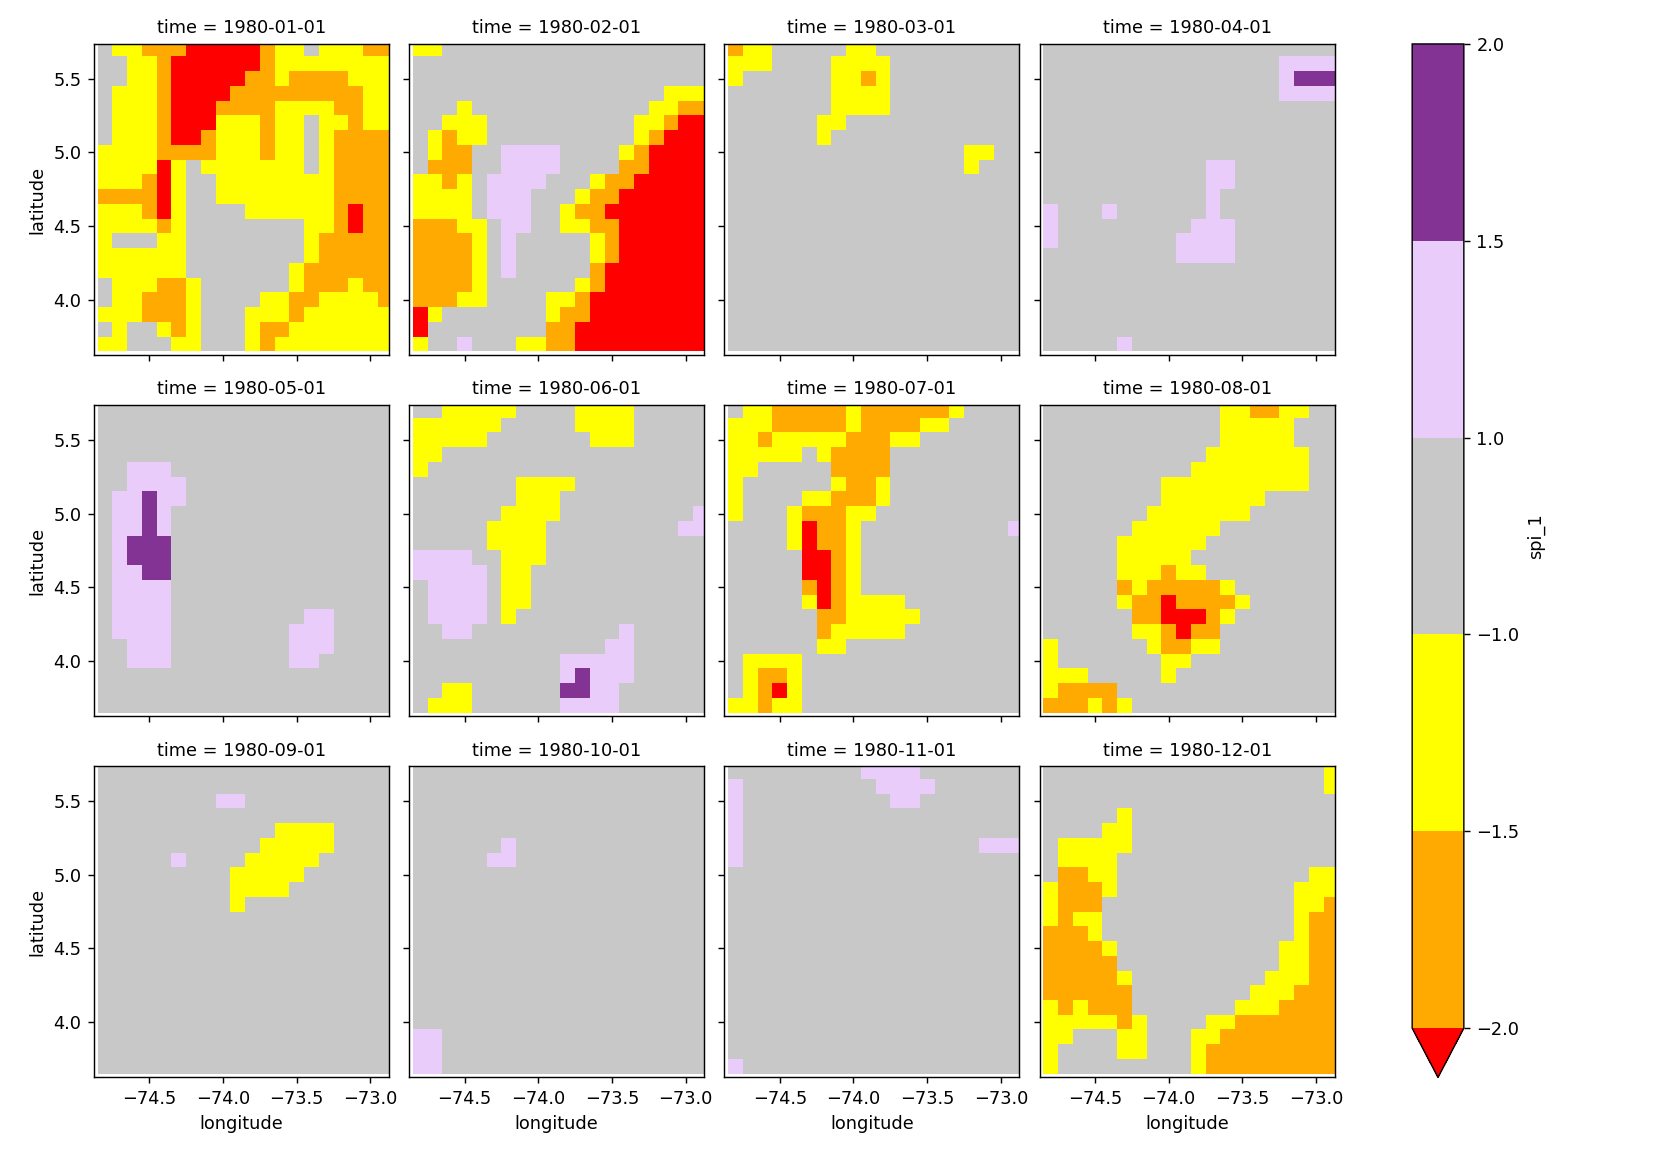 time = 1980-01-01
time = 1980-02-01
time = 1980-03-01
time = 1980-04-01
latitude
5.5
5.0
4.5
4.0
time = 1980-05-01
time = 1980-06-01
time = 1980-07-01
time = 1980-08-01
latitude
5.5
5.0
4.5
4.0
time = 1980-09-01
time = 1980-10-01
time = 1980-11-01
time = 1980-12-01
latitude
5.5
5.0
4.5
4.0
−74.5 −74.0 −73.5 −73.0
longitude
−74.5 −74.0 −73.5 −73.0
longitude
−74.5 −74.0 −73.5 −73.0
longitude
−74.5 −74.0 −73.5 −73.0
longitude
2.0
1.5
1.0
−1.0
−1.5
−2.0
spi_1